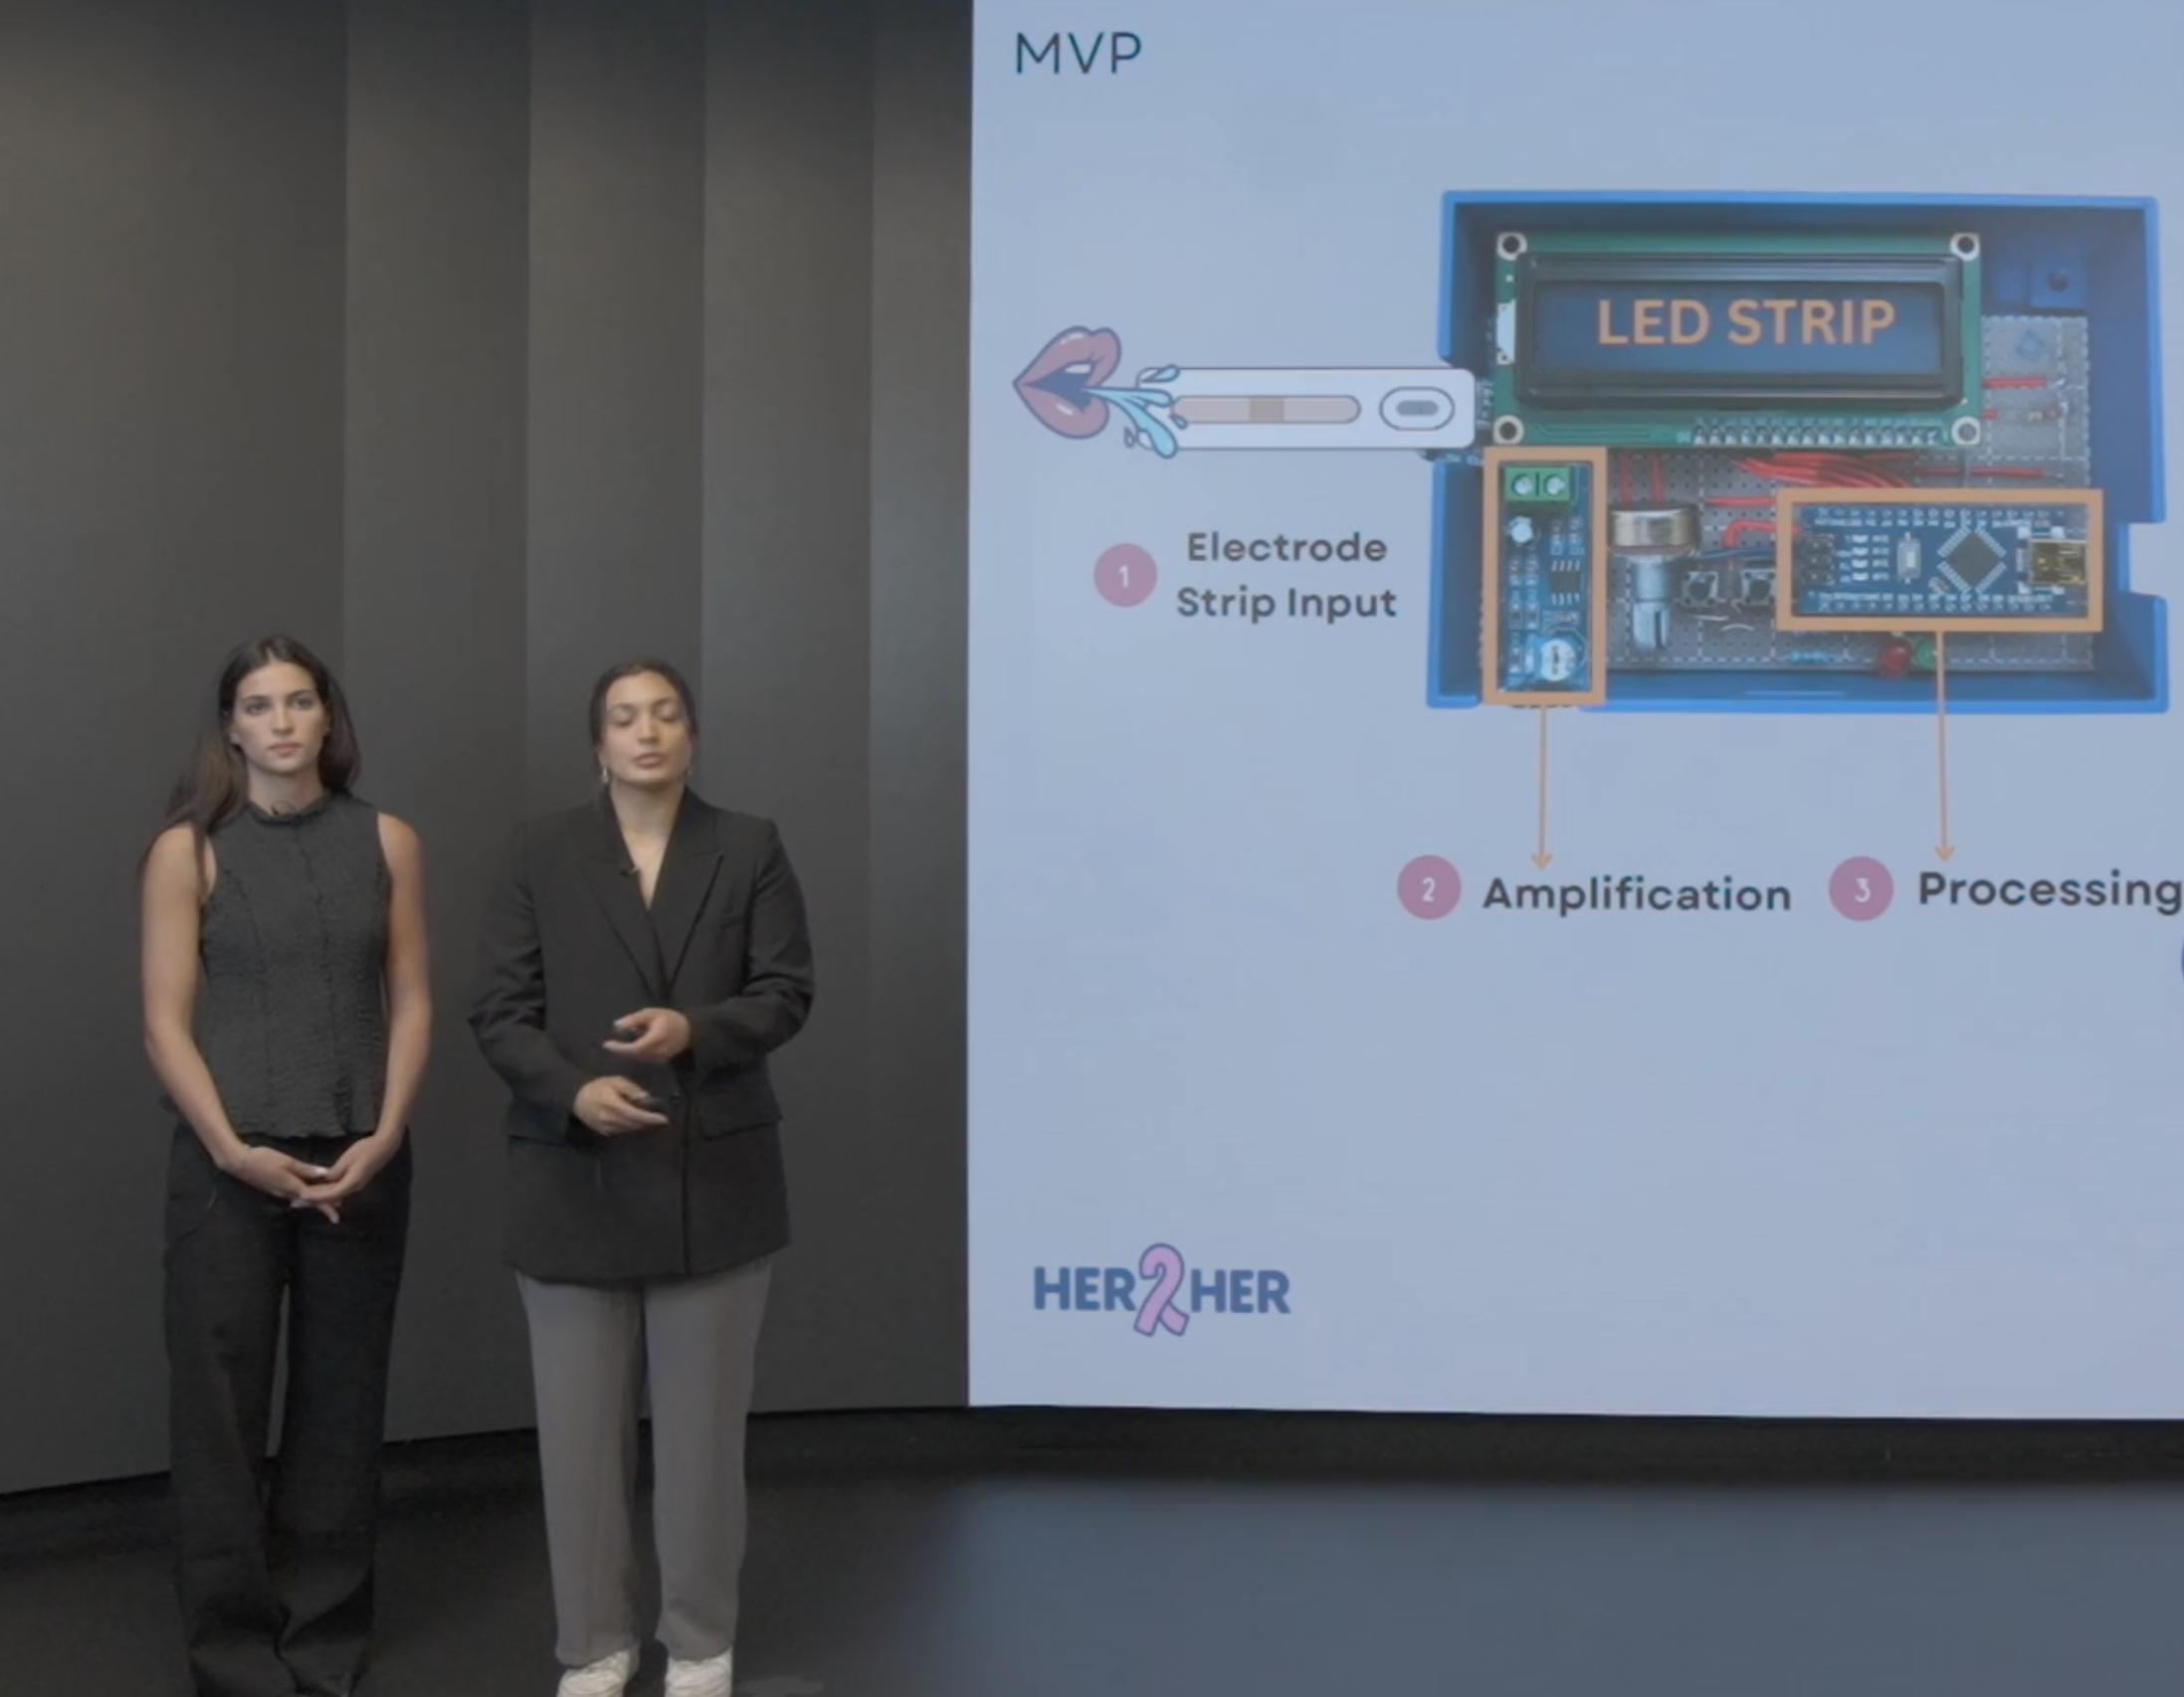 MVP
LED STRIP
1
Electrode
Strip Input
2 Amplification
3 Processing
HER2HER